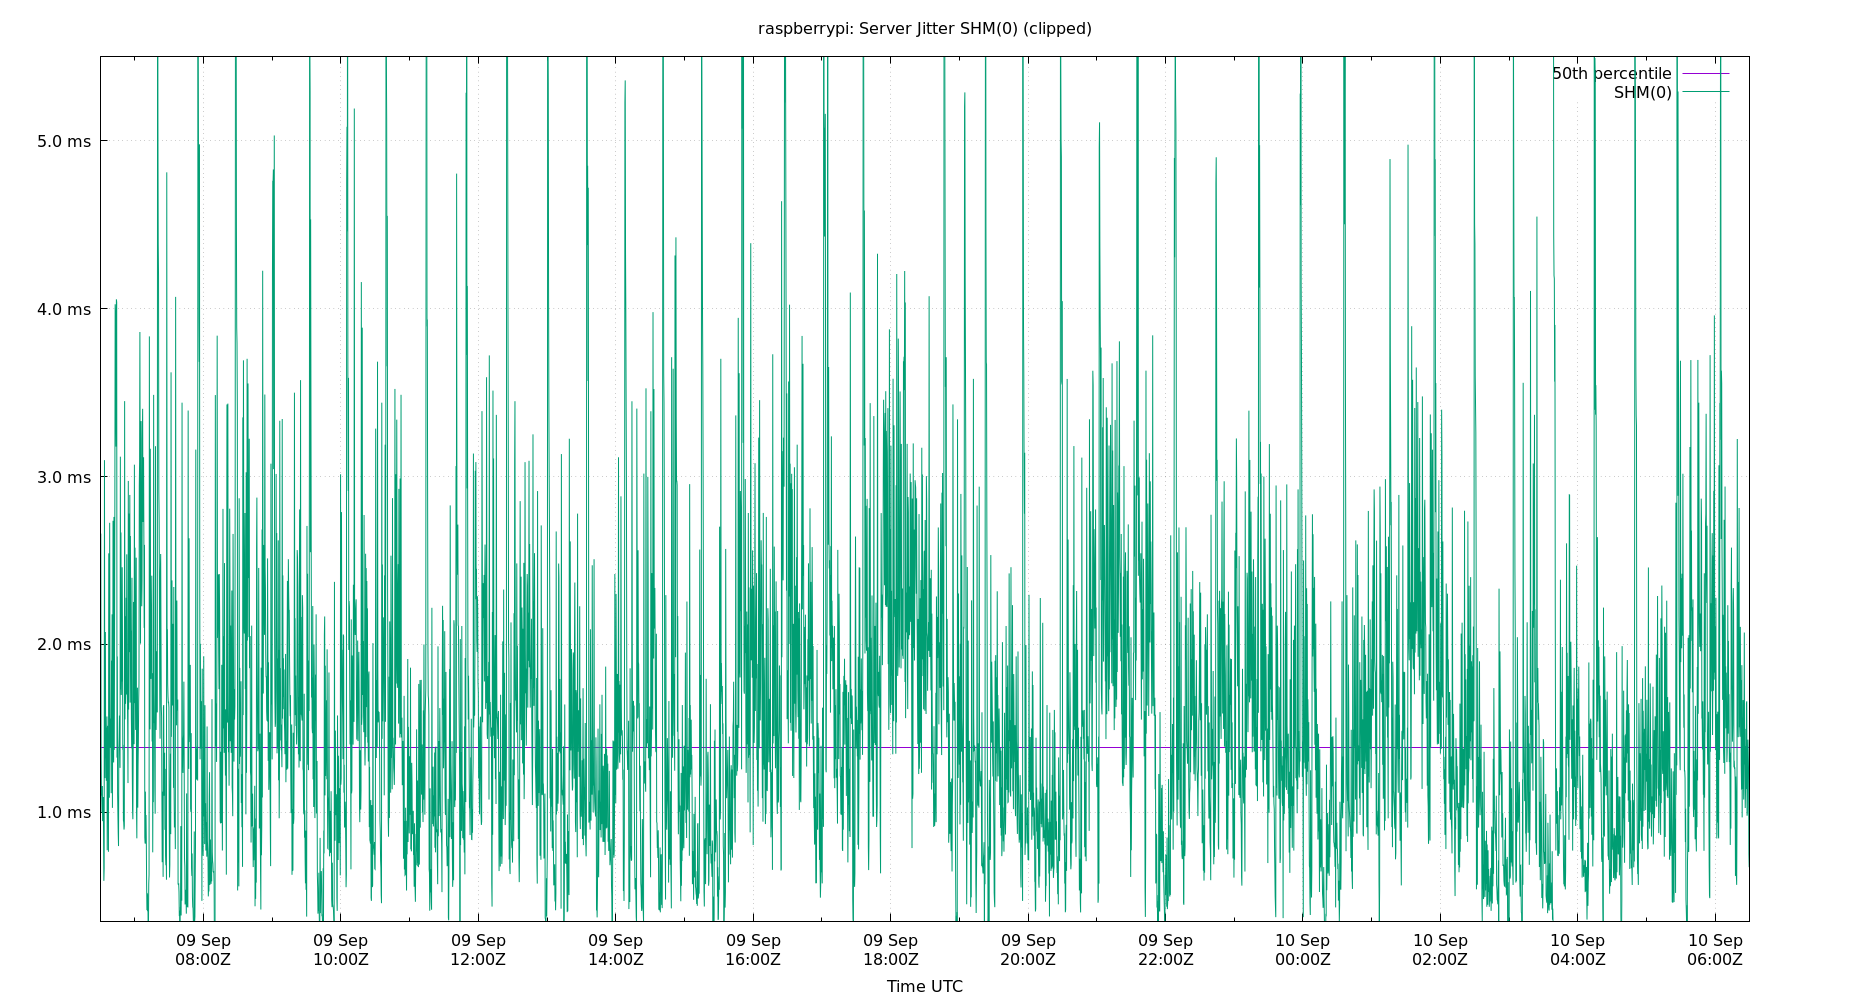 raspberrypi: Server Jitter SHM(0) (clipped)
50th percentile
SHM(0)
5.0 ms
4.0 ms
3.0 ms
2.0 ms
1.0 ms
09 Sep 09 Sep 09 Sep 09 Sep 09 Sep 09 Sep 09 Sep 09 Sep 10 Sep 10 Sep 10 Sep 10 Sep
08:00Z 10:00Z 12:00Z 14:00Z 16:00Z 18:00Z 20:00Z 22:00Z 00:00Z 02:00Z 04:00Z 06:00Z
Time UTC